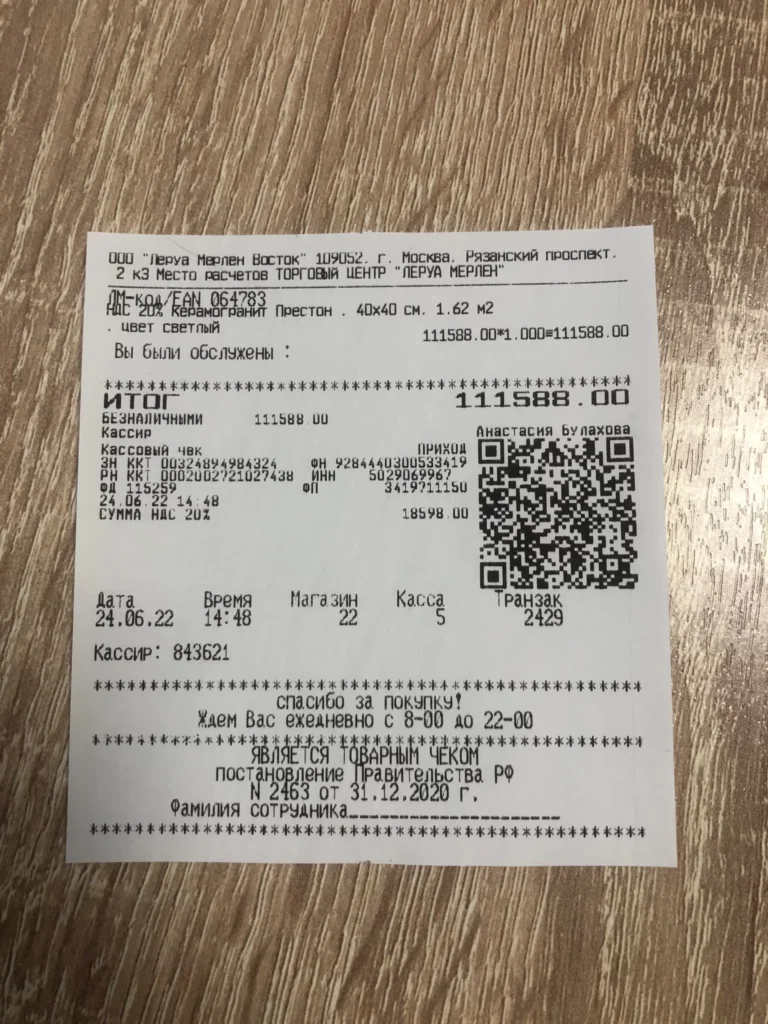 ООО "Леруа Мерлен Восток" 109052. г. Москва. Рязанский проспект.
2 к3 Место расчетов ТОРГОВЫЙ ЦЕНТР "ЛЕРУА МЕРЛЕН"
ЛМ-код/EAN 064783
НДС 20% Керамогранит Престон . 40х40 см. 1.62 м2
. цвет светлый
111588.00*1.000=111588.00
Вы были обслужены :
************************************************
ИТОГ 111588.00
БЕЗНАЛИЧНЫМИ 111588.00
Кассир Анастасия Булахова
Кассовый чек ПРИХОД
ЗН ККТ 00324894984324 ФН 9284440300533419
РН ККТ 0002002721027438 ИНН 5029069967
ФД 115259 ФП 3419711150
24.06.22 14:48
СУММА НДС 20% 18598.00
Дата Время Магазин Касса Транзак
24.06.22 14:48 22 5 2429
Кассир: 843621
************************************************
спасибо за покупку!
Ждем Вас ежедневно с 8-00 до 22-00
************************************************
ЯВЛЯЕТСЯ ТОВАРНЫМ ЧЕКОМ
постановление Правительства РФ
N 2463 от 31.12.2020 г.
Фамилия сотрудника____________________
************************************************